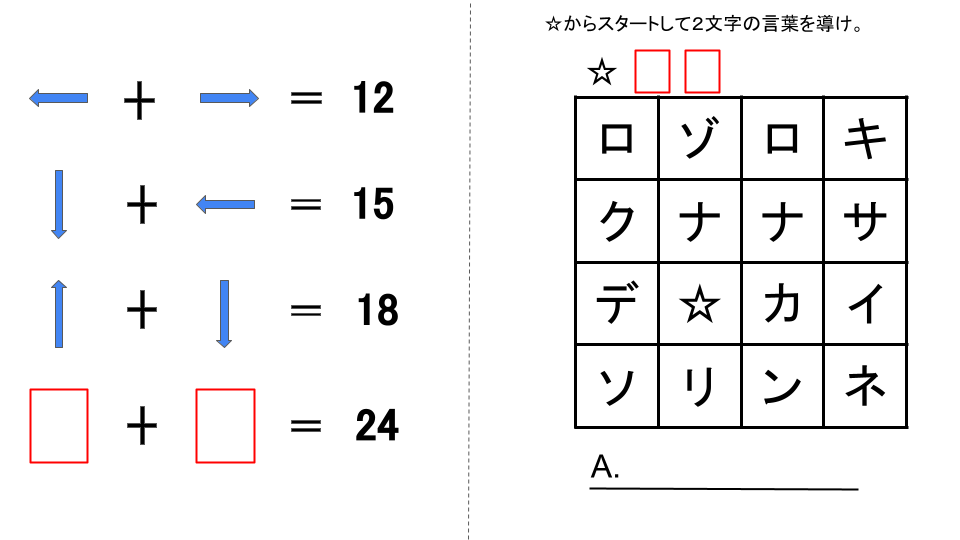 ＋ ＝ 12
＋ ＝ 15
＋ ＝ 18
＋ ＝ 24
☆からスタートして２文字の言葉を導け。
☆
ロ ゾ ロ キ
ク ナ ナ サ
デ ☆ カ イ
ソ リ ン ネ
A.